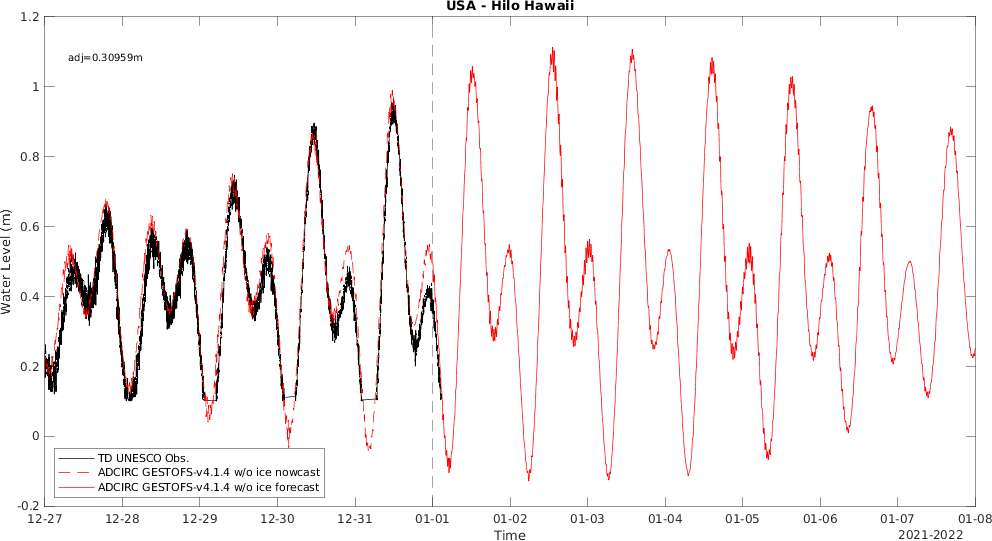 USA - Hilo Hawaii
adj=0.30959m
Water Level (m)
1.2
1
0.8
0.6
0.4
0.2
0
-0.2
TD UNESCO Obs.
ADCIRC GESTOFS-v4.1.4 w/o ice nowcast
ADCIRC GESTOFS-v4.1.4 w/o ice forecast
12-27 12-28 12-29 12-30 12-31 01-01 01-02 01-03 01-04 01-05 01-06 01-07 01-08
Time
2021-2022